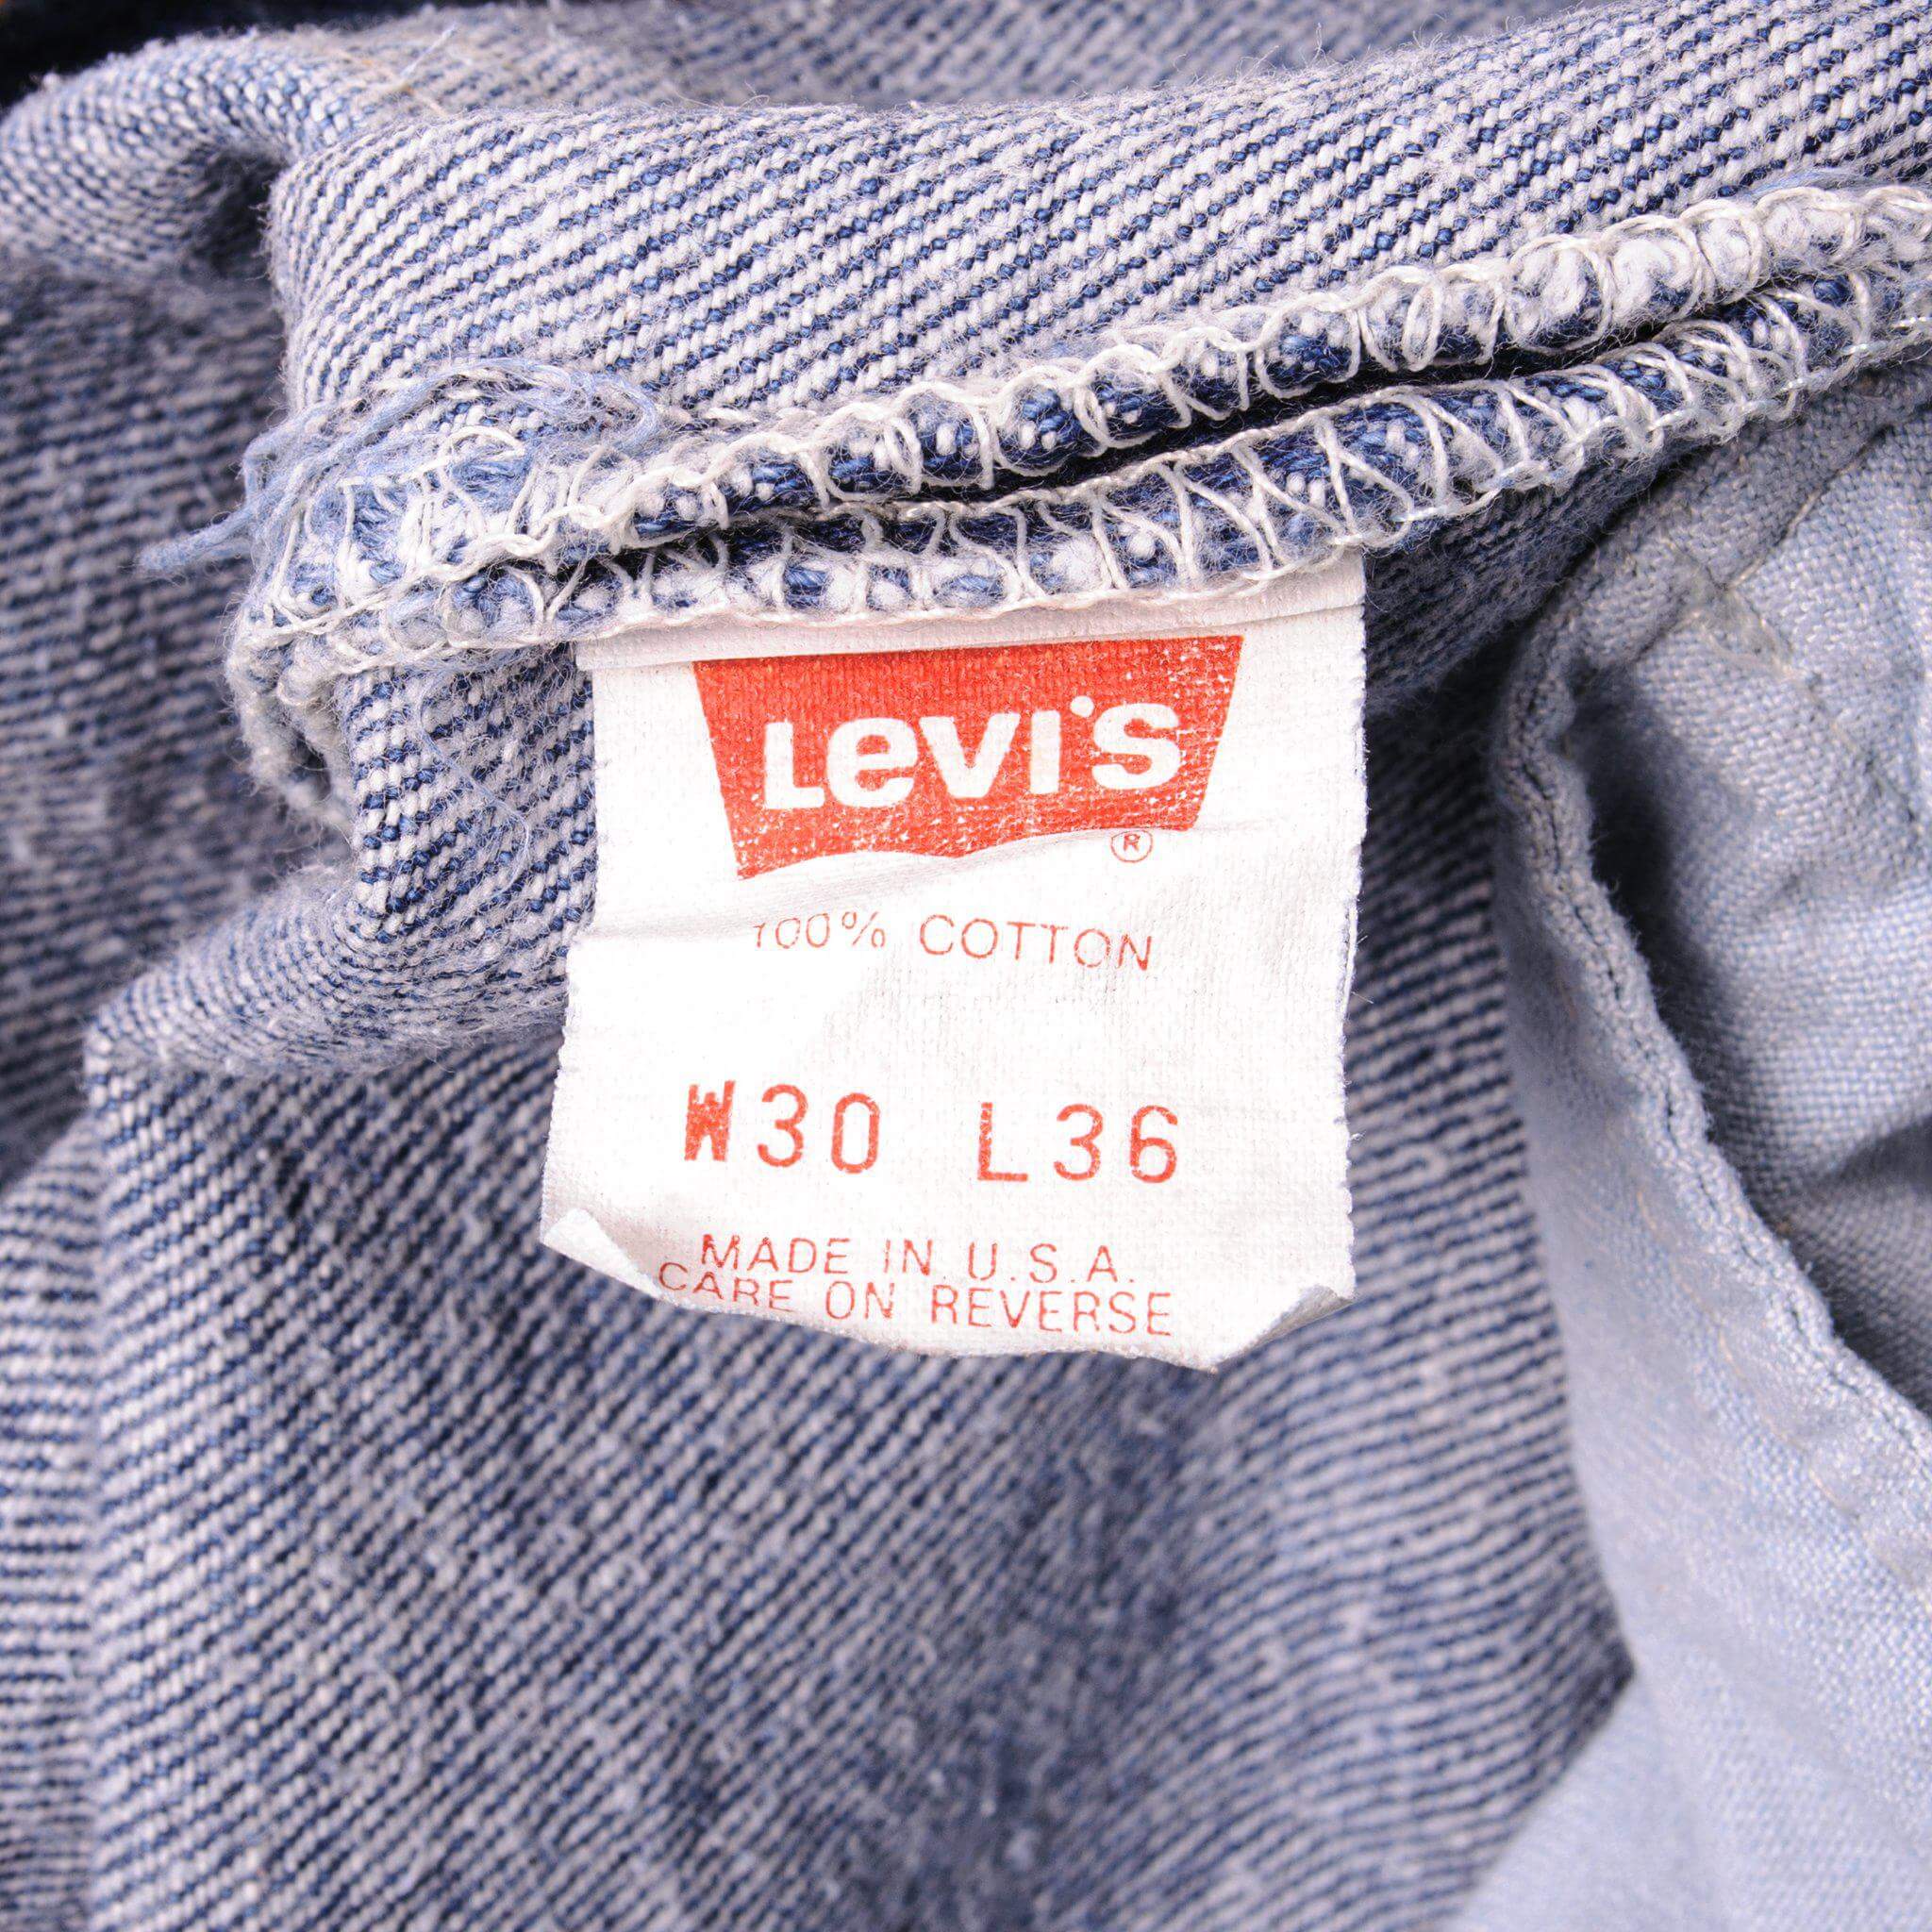 Levi's
®
100% COTTON
W30 L36
MADE IN U.S.A.
CARE ON REVERSE